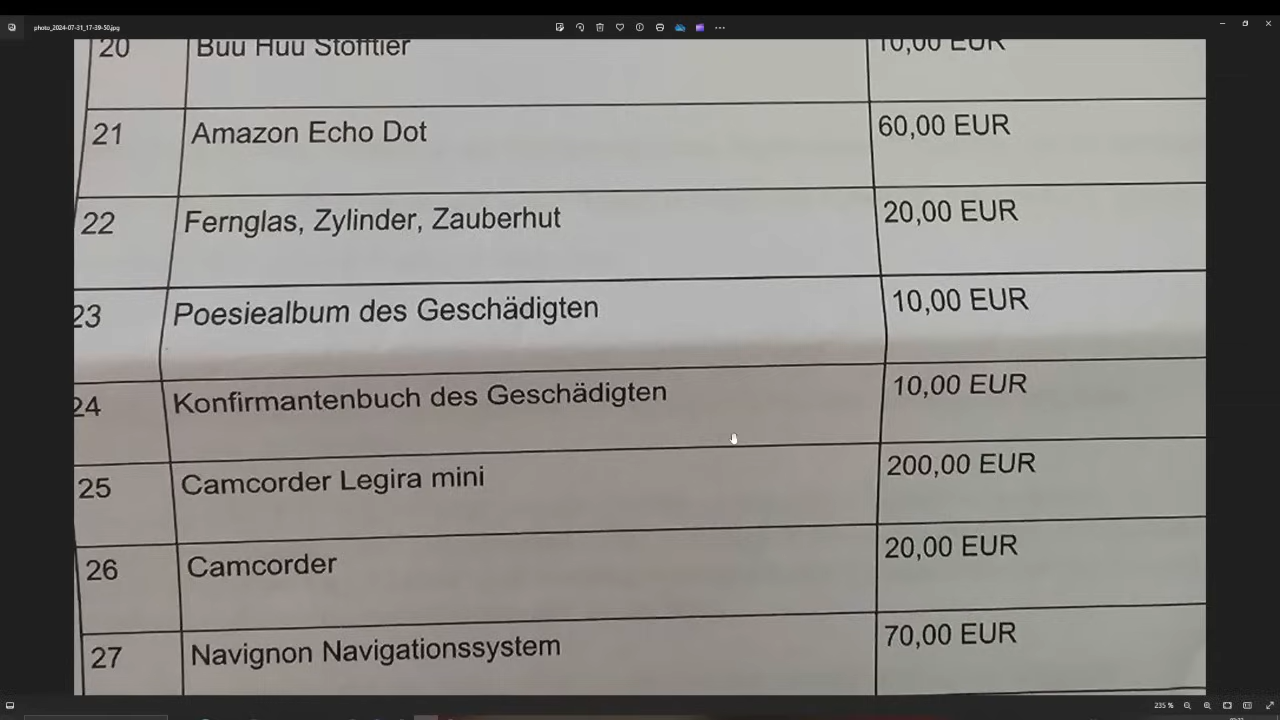 photo_2024-07-31_17-39-50.jpg
20 Buu Huu Stofftier 10,00 EUR
21 Amazon Echo Dot 60,00 EUR
22 Fernglas, Zylinder, Zauberhut 20,00 EUR
23 Poesiealbum des Geschädigten 10,00 EUR
24 Konfirmantenbuch des Geschädigten 10,00 EUR
25 Camcorder Legira mini 200,00 EUR
26 Camcorder 20,00 EUR
27 Navignon Navigationssystem 70,00 EUR
235 %